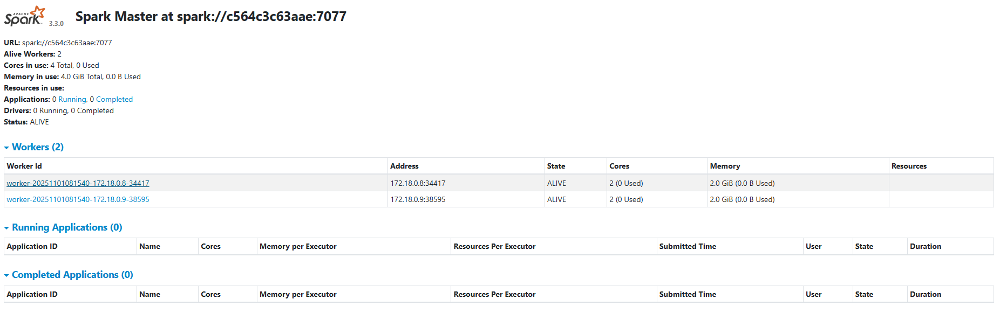 APACHE
Spark 3.3.0 Spark Master at spark://c564c3c63aae:7077
URL: spark://c564c3c63aae:7077
Alive Workers: 2
Cores in use: 4 Total, 0 Used
Memory in use: 4.0 GiB Total, 0.0 B Used
Resources in use:
Applications: 0 Running, 0 Completed
Drivers: 0 Running, 0 Completed
Status: ALIVE
Workers (2)
Worker Id Address State Cores Memory Resources
worker-20251101081540-172.18.0.8-34417 172.18.0.8:34417 ALIVE 2 (0 Used) 2.0 GiB (0.0 B Used)
worker-20251101081540-172.18.0.9-38595 172.18.0.9:38595 ALIVE 2 (0 Used) 2.0 GiB (0.0 B Used)
Running Applications (0)
Application ID Name Cores Memory per Executor Resources Per Executor Submitted Time User State Duration
Completed Applications (0)
Application ID Name Cores Memory per Executor Resources Per Executor Submitted Time User State Duration